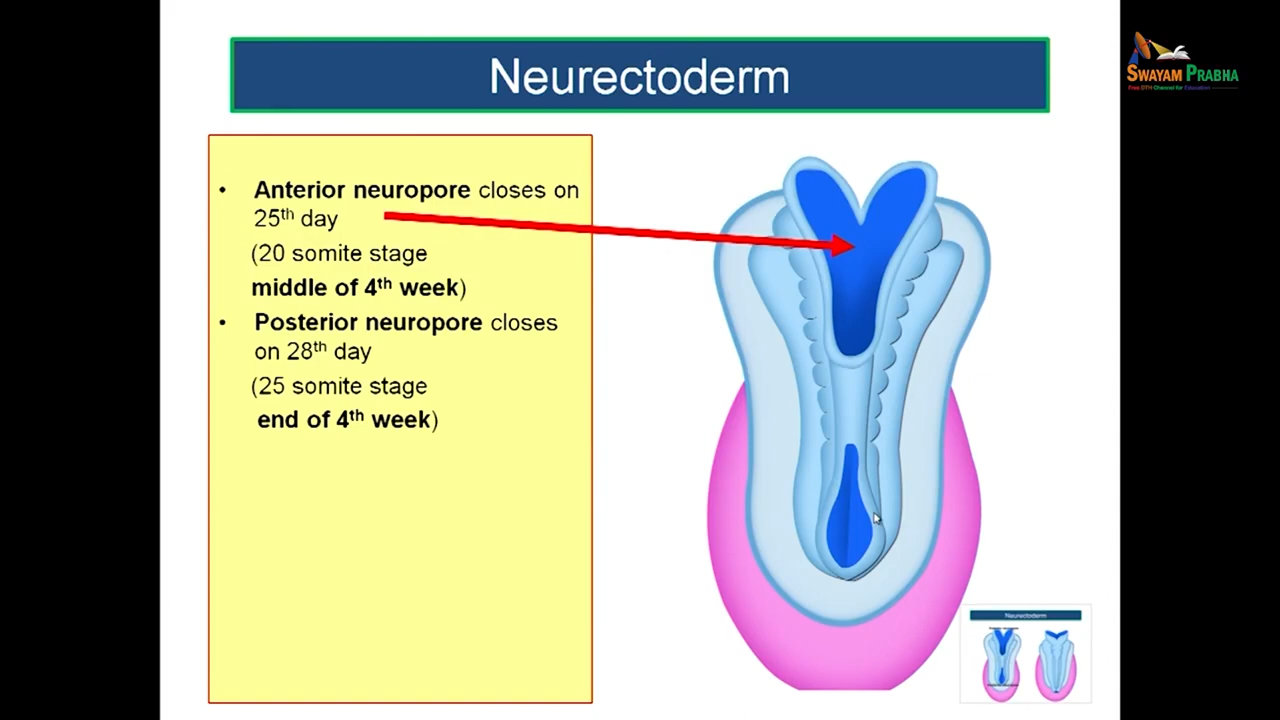 Neurectoderm
SWAYAM PRABHA
Free DTH Channel for Education
• Anterior neuropore closes on
25th day
(20 somite stage
middle of 4th week)
• Posterior neuropore closes
on 28th day
(25 somite stage
end of 4th week)
Neurectoderm